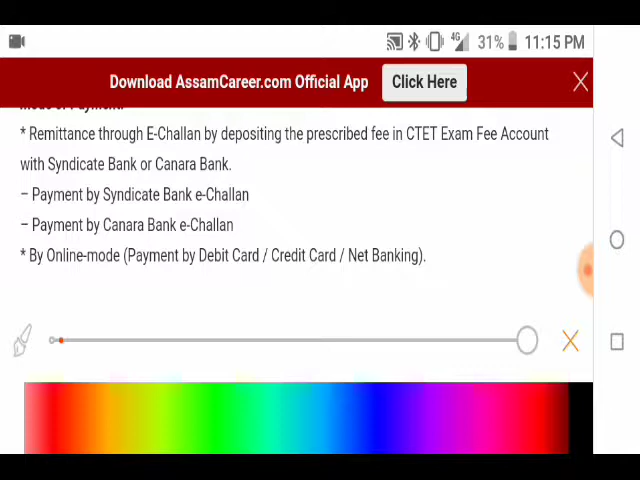 4G 31% 11:15 PM
Download AssamCareer.com Official App Click Here
* Remittance through E-Challan by depositing the prescribed fee in CTET Exam Fee Account
with Syndicate Bank or Canara Bank.
– Payment by Syndicate Bank e-Challan
– Payment by Canara Bank e-Challan
* By Online-mode (Payment by Debit Card / Credit Card / Net Banking).